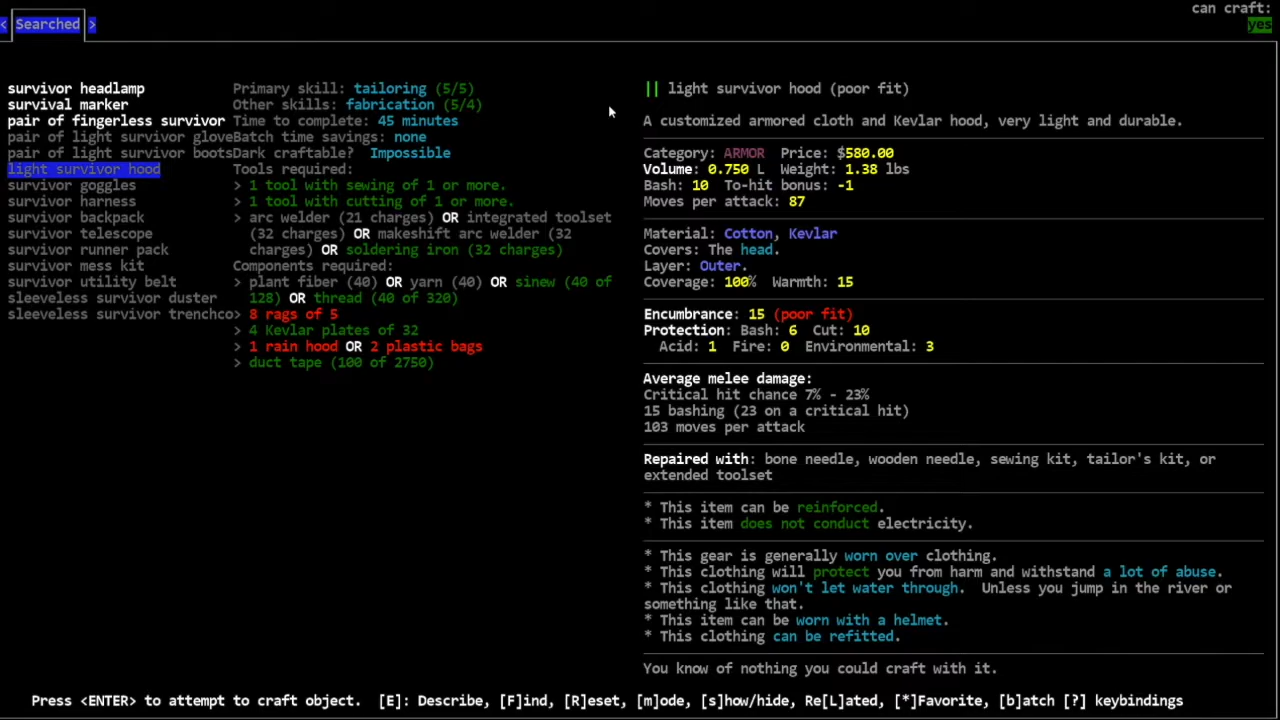 can craft:
< Searched > yes
survivor headlamp
survival marker
pair of fingerless survivor
pair of light survivor glove
pair of light survivor boots
light survivor hood
survivor goggles
survivor harness
survivor backpack
survivor telescope
survivor runner pack
survivor mess kit
survivor utility belt
sleeveless survivor duster
sleeveless survivor trenchco
Primary skill: tailoring (5/5)
Other skills: fabrication (5/4)
Time to complete: 45 minutes
Batch time savings: none
Dark craftable? Impossible
Tools required:
> 1 tool with sewing of 1 or more.
> 1 tool with cutting of 1 or more.
> arc welder (21 charges) OR integrated toolset
(32 charges) OR makeshift arc welder (32
charges) OR soldering iron (32 charges)
Components required:
> plant fiber (40) OR yarn (40) OR sinew (40 of
128) OR thread (40 of 320)
> 8 rags of 5
> 4 Kevlar plates of 32
> 1 rain hood OR 2 plastic bags
> duct tape (100 of 2750)
|| light survivor hood (poor fit)
A customized armored cloth and Kevlar hood, very light and durable.
Category: ARMOR Price: $580.00
Volume: 0.750 L Weight: 1.38 lbs
Bash: 10 To-hit bonus: -1
Moves per attack: 87
Material: Cotton, Kevlar
Covers: The head.
Layer: Outer.
Coverage: 100% Warmth: 15
Encumbrance: 15 (poor fit)
Protection: Bash: 6 Cut: 10
Acid: 1 Fire: 0 Environmental: 3
Average melee damage:
Critical hit chance 7% - 23%
15 bashing (23 on a critical hit)
103 moves per attack
Repaired with: bone needle, wooden needle, sewing kit, tailor's kit, or
extended toolset
* This item can be reinforced.
* This item does not conduct electricity.
* This gear is generally worn over clothing.
* This clothing will protect you from harm and withstand a lot of abuse.
* This clothing won't let water through. Unless you jump in the river or
something like that.
* This item can be worn with a helmet.
* This clothing can be refitted.
You know of nothing you could craft with it.
Press <ENTER> to attempt to craft object. [E]: Describe, [F]ind, [R]eset, [m]ode, [s]how/hide, Re[L]ated, [*]Favorite, [b]atch [?] keybindings